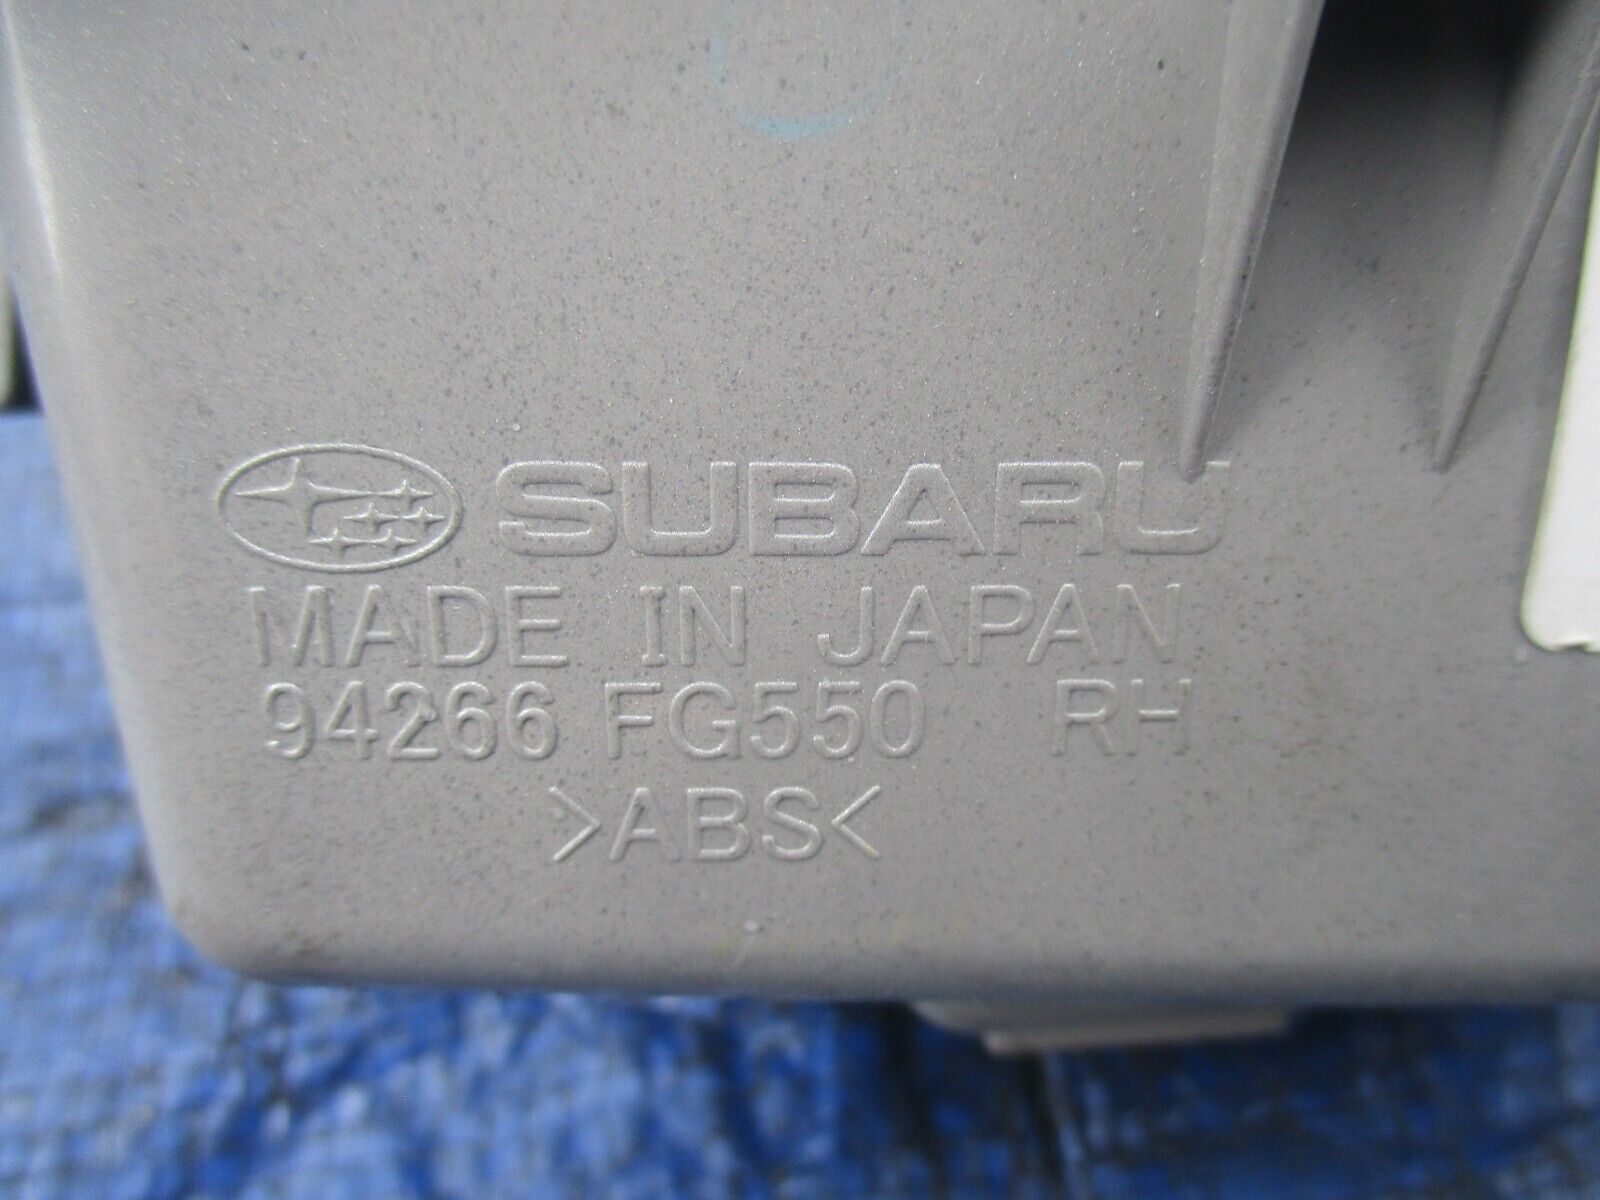 SUBARU
MADE IN JAPAN
94266 FG550 RH
>ABS<